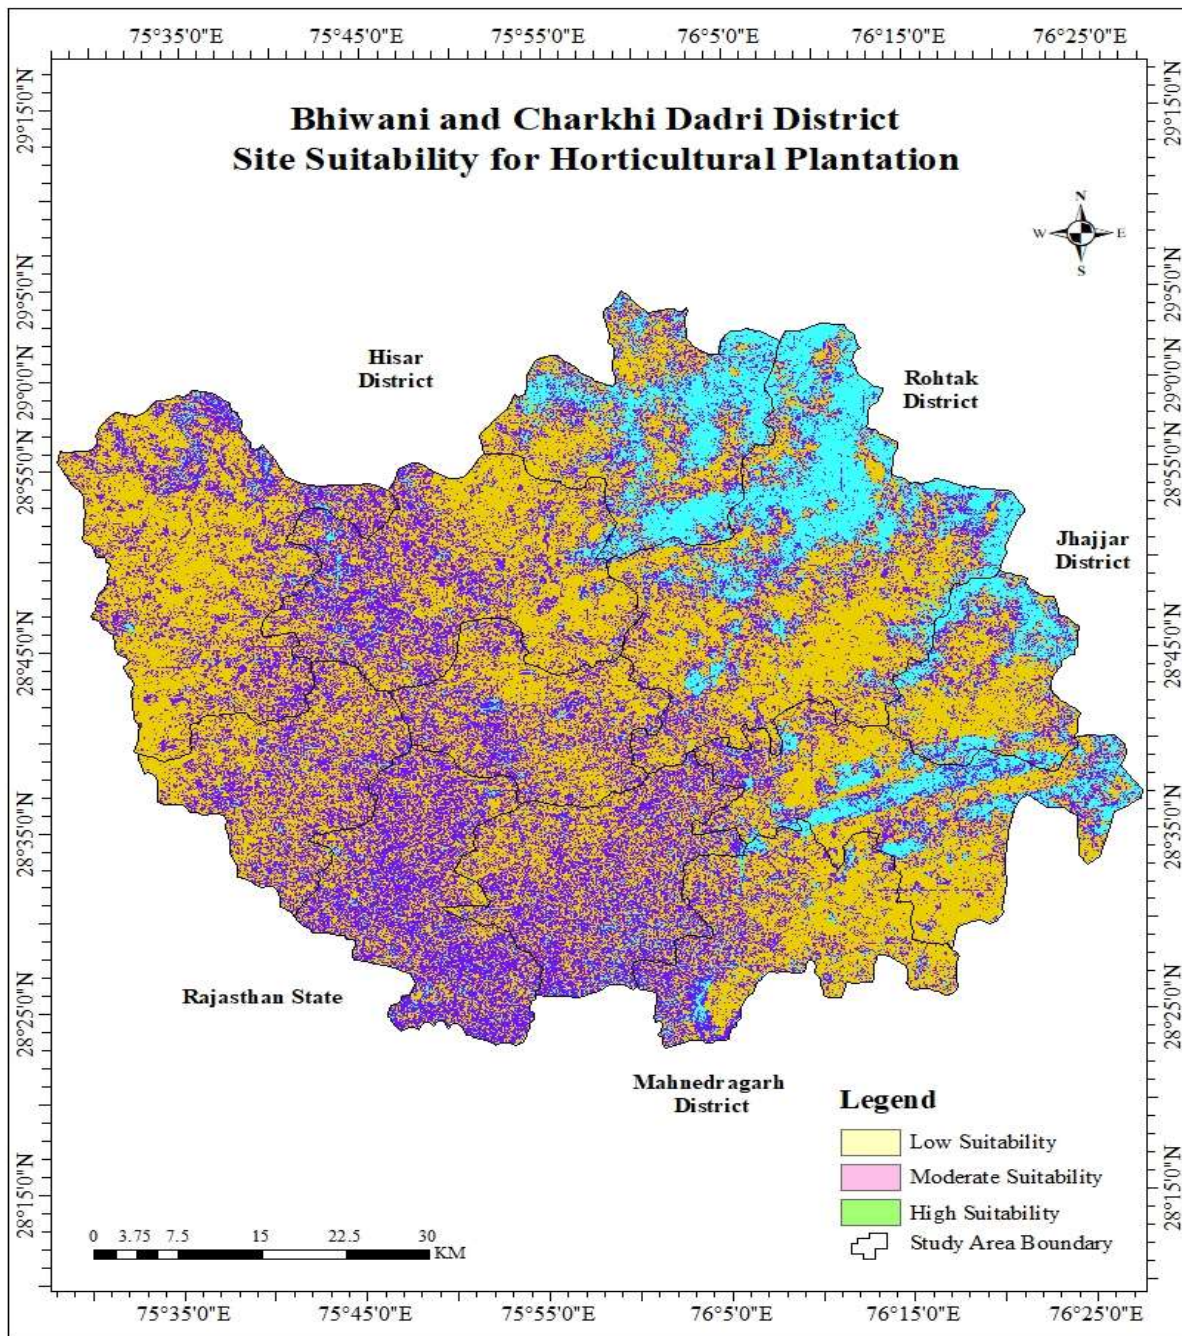 75°35'0"E 75°45'0"E 75°55'0"E 76°5'0"E 76°15'0"E 76°25'0"E
29°15'0"N 29°15'0"N
Bhiwani and Charkhi Dadri District
Site Suitability for Horticultural Plantation
N
W E
S
29°5'0"N 29°5'0"N
Hisar
District
Rohtak
District
29°0'0"N 29°0'0"N
28°55'0"N 28°55'0"N
Jhajjar
District
28°45'0"N 28°45'0"N
28°35'0"N 28°35'0"N
Rajasthan State
28°25'0"N 28°25'0"N
Mahnedragarh
District
Legend
Low Suitability
Moderate Suitability
High Suitability
Study Area Boundary
28°15'0"N 28°15'0"N
0 3.75 7.5 15 22.5 30
KM
75°35'0"E 75°45'0"E 75°55'0"E 76°5'0"E 76°15'0"E 76°25'0"E